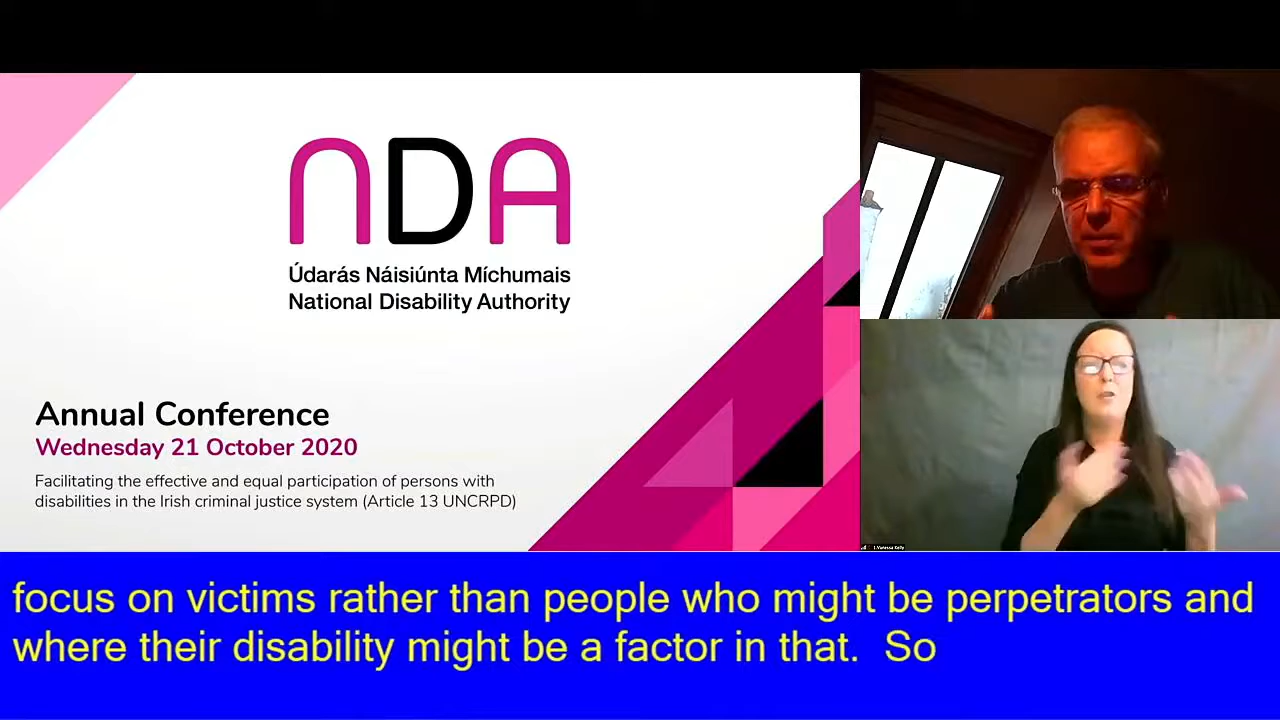 NDA
Údarás Náisiúnta Míchumais
National Disability Authority
Annual Conference
Wednesday 21 October 2020
Facilitating the effective and equal participation of persons with
disabilities in the Irish criminal justice system (Article 13 UNCRPD)
Vanessa Kelly
focus on victims rather than people who might be perpetrators and
where their disability might be a factor in that.  So